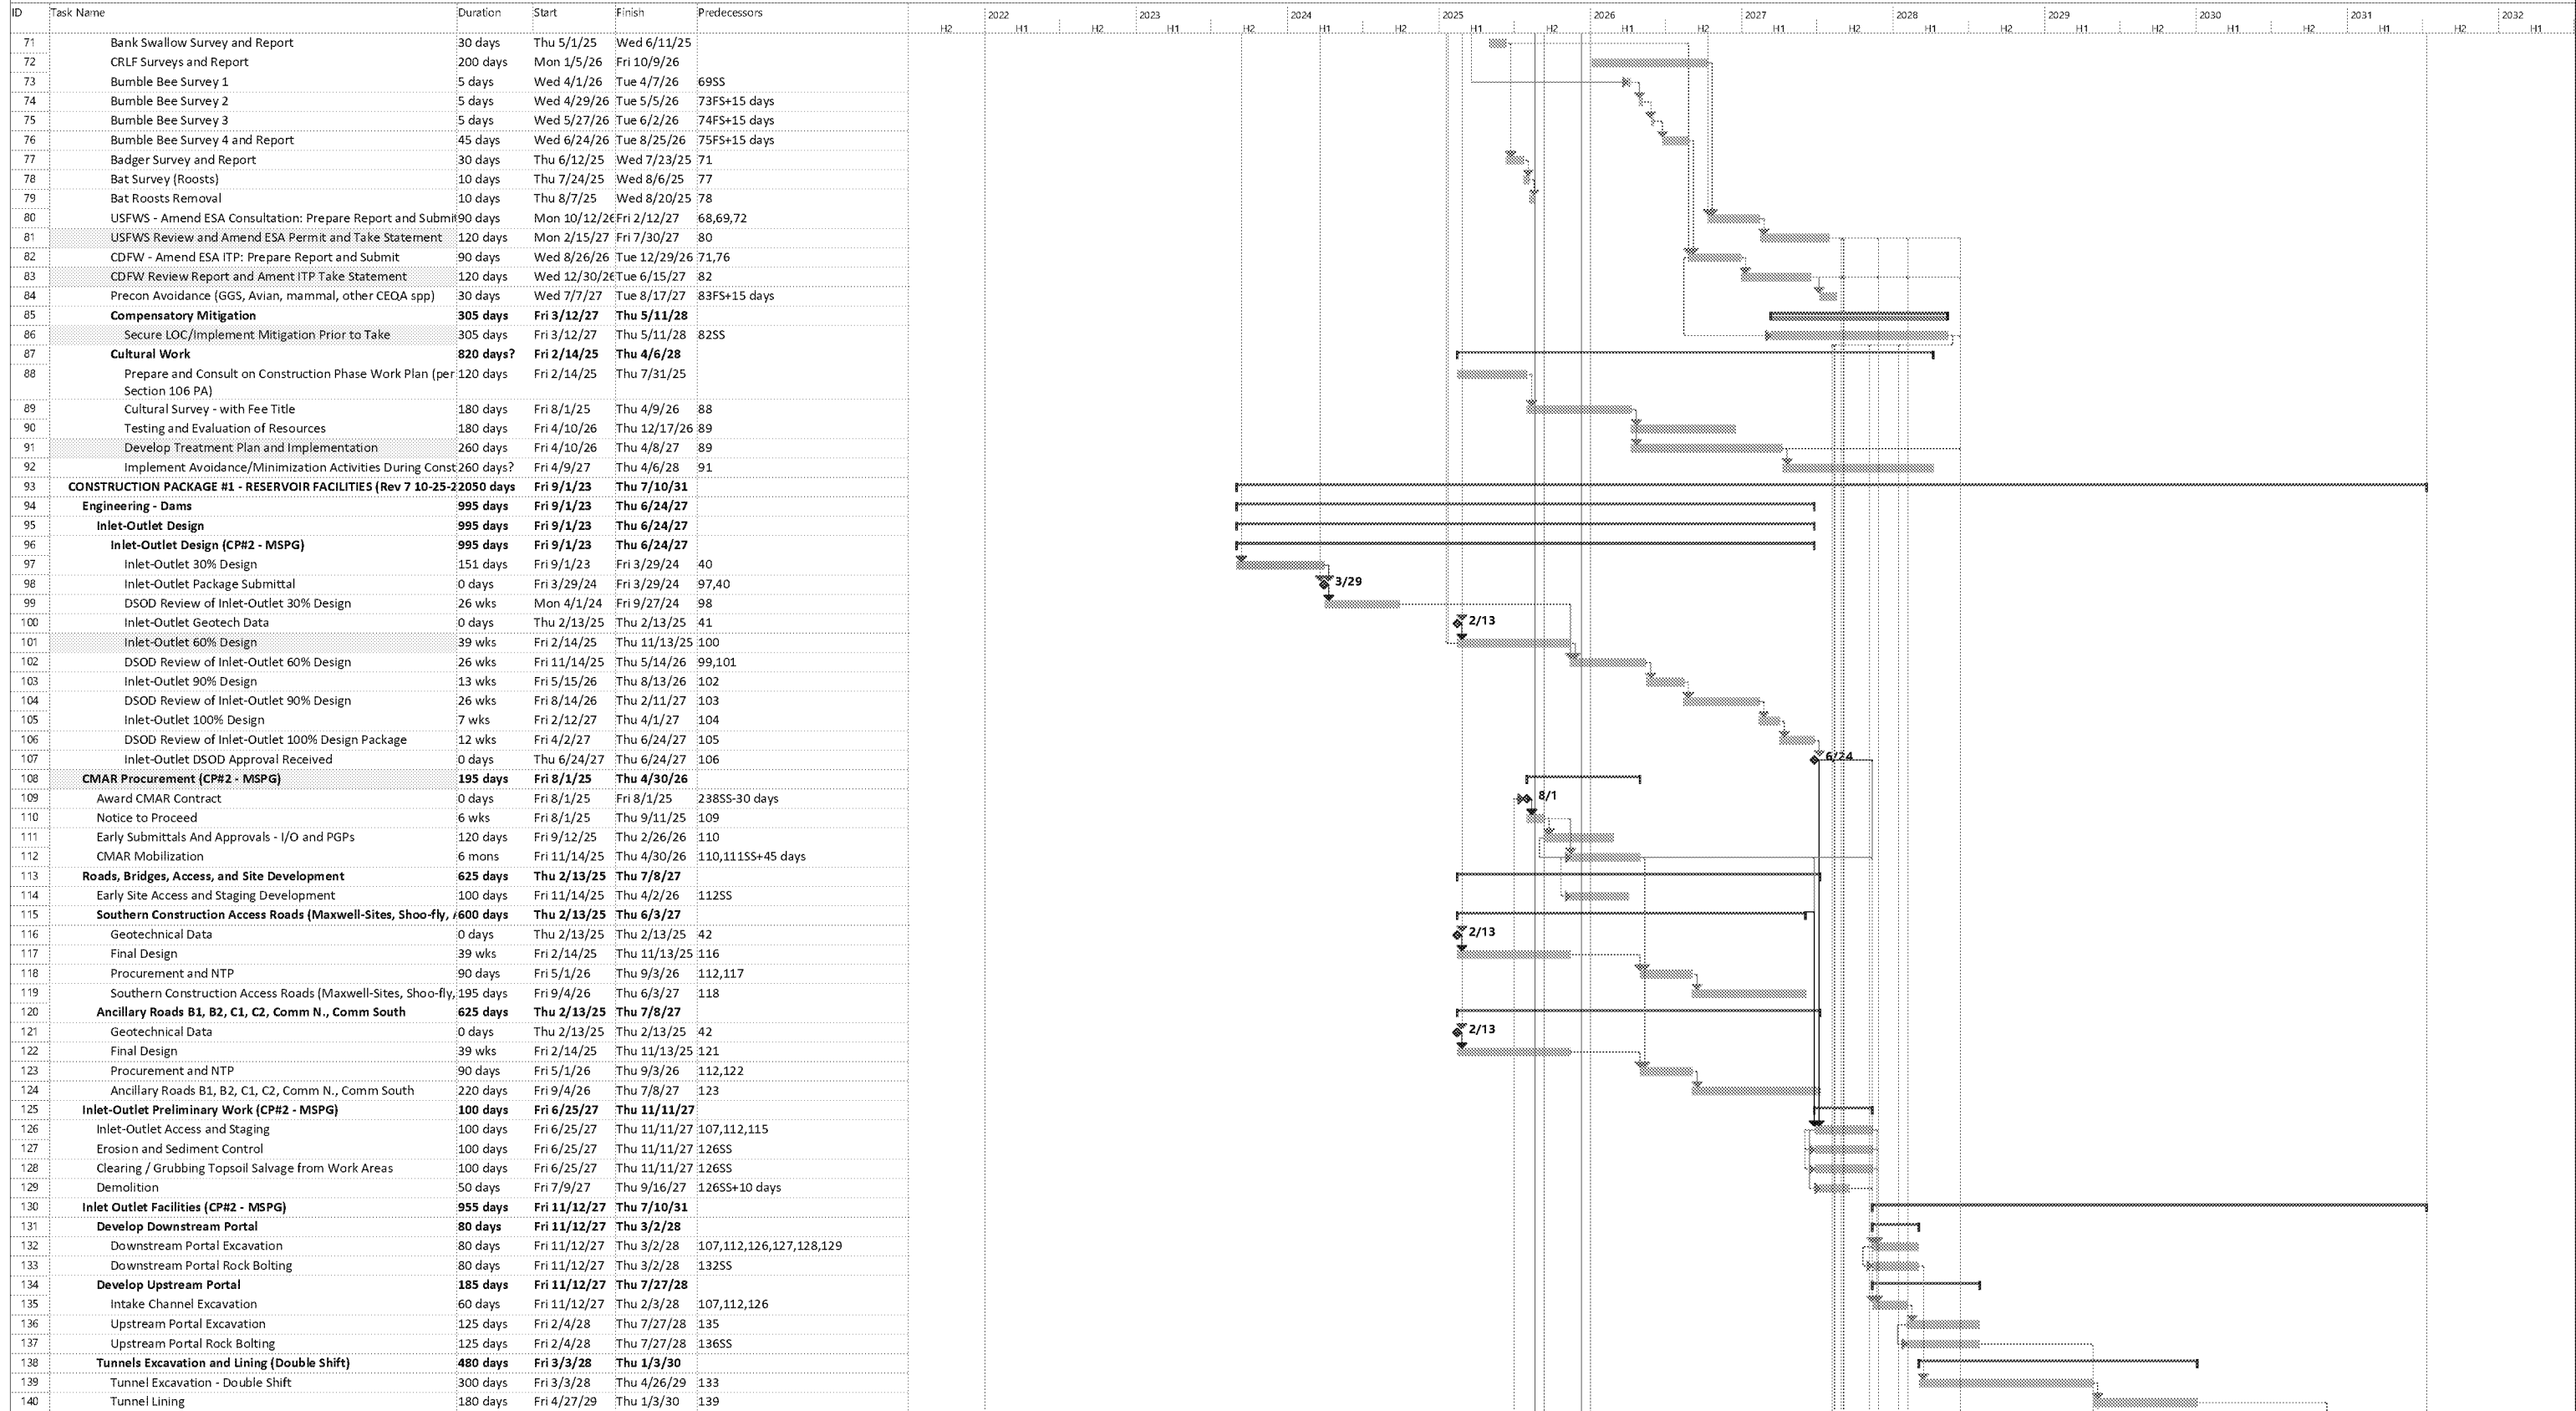 ID Task Name Duration Start Finish Predecessors
2022 2023 2024 2025 2026 2027 2028 2029 2030 2031 2032
H2 H1 H2 H1 H2 H1 H2 H1 H2 H1 H2 H1 H2 H1 H2 H1 H2 H1 H2 H1 H2 H1
71 Bank Swallow Survey and Report 30 days Thu 5/1/25 Wed 6/11/25
72 CRLF Surveys and Report 200 days Mon 1/5/26 Fri 10/9/26
73 Bumble Bee Survey 1 5 days Wed 4/1/26 Tue 4/7/26 69SS
74 Bumble Bee Survey 2 5 days Wed 4/29/26 Tue 5/5/26 73FS+15 days
75 Bumble Bee Survey 3 5 days Wed 5/27/26 Tue 6/2/26 74FS+15 days
76 Bumble Bee Survey 4 and Report 45 days Wed 6/24/26 Tue 8/25/26 75FS+15 days
77 Badger Survey and Report 30 days Thu 6/12/25 Wed 7/23/25 71
78 Bat Survey (Roosts) 10 days Thu 7/24/25 Wed 8/6/25 77
79 Bat Roosts Removal 10 days Thu 8/7/25 Wed 8/20/25 78
80 USFWS - Amend ESA Consultation: Prepare Report and Submi 90 days Mon 10/12/26 Fri 2/12/27 68,69,72
81 USFWS Review and Amend ESA Permit and Take Statement 120 days Mon 2/15/27 Fri 7/30/27 80
82 CDFW - Amend ESA ITP: Prepare Report and Submit 90 days Wed 8/26/26 Tue 12/29/26 71,76
83 CDFW Review Report and Ament ITP Take Statement 120 days Wed 12/30/26 Tue 6/15/27 82
84 Precon Avoidance (GGS, Avian, mammal, other CEQA spp) 30 days Wed 7/7/27 Tue 8/17/27 83FS+15 days
85 Compensatory Mitigation 305 days Fri 3/12/27 Thu 5/11/28
86 Secure LOC/Implement Mitigation Prior to Take 305 days Fri 3/12/27 Thu 5/11/28 82SS
87 Cultural Work 820 days? Fri 2/14/25 Thu 4/6/28
88 Prepare and Consult on Construction Phase Work Plan (per 120 days Fri 2/14/25 Thu 7/31/25
Section 106 PA)
89 Cultural Survey - with Fee Title 180 days Fri 8/1/25 Thu 4/9/26 88
90 Testing and Evaluation of Resources 180 days Fri 4/10/26 Thu 12/17/26 89
91 Develop Treatment Plan and Implementation 260 days Fri 4/10/26 Thu 4/8/27 89
92 Implement Avoidance/Minimization Activities During Const 260 days? Fri 4/9/27 Thu 4/6/28 91
93 CONSTRUCTION PACKAGE #1 - RESERVOIR FACILITIES (Rev 7 10-25-2 2050 days Fri 9/1/23 Thu 7/10/31
94 Engineering - Dams 995 days Fri 9/1/23 Thu 6/24/27
95 Inlet-Outlet Design 995 days Fri 9/1/23 Thu 6/24/27
96 Inlet-Outlet Design (CP#2 - MSPG) 995 days Fri 9/1/23 Thu 6/24/27
97 Inlet-Outlet 30% Design 151 days Fri 9/1/23 Fri 3/29/24 40
98 Inlet-Outlet Package Submittal 0 days Fri 3/29/24 Fri 3/29/24 97,40 3/29
99 DSOD Review of Inlet-Outlet 30% Design 26 wks Mon 4/1/24 Fri 9/27/24 98
100 Inlet-Outlet Geotech Data 0 days Thu 2/13/25 Thu 2/13/25 41 2/13
101 Inlet-Outlet 60% Design 39 wks Fri 2/14/25 Thu 11/13/25 100
102 DSOD Review of Inlet-Outlet 60% Design 26 wks Fri 11/14/25 Thu 5/14/26 99,101
103 Inlet-Outlet 90% Design 13 wks Fri 5/15/26 Thu 8/13/26 102
104 DSOD Review of Inlet-Outlet 90% Design 26 wks Fri 8/14/26 Thu 2/11/27 103
105 Inlet-Outlet 100% Design 7 wks Fri 2/12/27 Thu 4/1/27 104
106 DSOD Review of Inlet-Outlet 100% Design Package 12 wks Fri 4/2/27 Thu 6/24/27 105
107 Inlet-Outlet DSOD Approval Received 0 days Thu 6/24/27 Thu 6/24/27 106 6/24
108 CMAR Procurement (CP#2 - MSPG) 195 days Fri 8/1/25 Thu 4/30/26
109 Award CMAR Contract 0 days Fri 8/1/25 Fri 8/1/25 238SS-30 days 8/1
110 Notice to Proceed 6 wks Fri 8/1/25 Thu 9/11/25 109
111 Early Submittals And Approvals - I/O and PGPs 120 days Fri 9/12/25 Thu 2/26/26 110
112 CMAR Mobilization 6 mons Fri 11/14/25 Thu 4/30/26 110,111SS+45 days
113 Roads, Bridges, Access, and Site Development 625 days Thu 2/13/25 Thu 7/8/27
114 Early Site Access and Staging Development 100 days Fri 11/14/25 Thu 4/2/26 112SS
115 Southern Construction Access Roads (Maxwell-Sites, Shoo-fly, 600 days Thu 2/13/25 Thu 6/3/27
116 Geotechnical Data 0 days Thu 2/13/25 Thu 2/13/25 42 2/13
117 Final Design 39 wks Fri 2/14/25 Thu 11/13/25 116
118 Procurement and NTP 90 days Fri 5/1/26 Thu 9/3/26 112,117
119 Southern Construction Access Roads (Maxwell-Sites, Shoo-fly, 195 days Fri 9/4/26 Thu 6/3/27 118
120 Ancillary Roads B1, B2, C1, C2, Comm N., Comm South 625 days Thu 2/13/25 Thu 7/8/27
121 Geotechnical Data 0 days Thu 2/13/25 Thu 2/13/25 42 2/13
122 Final Design 39 wks Fri 2/14/25 Thu 11/13/25 121
123 Procurement and NTP 90 days Fri 5/1/26 Thu 9/3/26 112,122
124 Ancillary Roads B1, B2, C1, C2, Comm N., Comm South 220 days Fri 9/4/26 Thu 7/8/27 123
125 Inlet-Outlet Preliminary Work (CP#2 - MSPG) 100 days Fri 6/25/27 Thu 11/11/27
126 Inlet-Outlet Access and Staging 100 days Fri 6/25/27 Thu 11/11/27 107,112,115
127 Erosion and Sediment Control 100 days Fri 6/25/27 Thu 11/11/27 126SS
128 Clearing / Grubbing Topsoil Salvage from Work Areas 100 days Fri 6/25/27 Thu 11/11/27 126SS
129 Demolition 50 days Fri 7/9/27 Thu 9/16/27 126SS+10 days
130 Inlet Outlet Facilities (CP#2 - MSPG) 955 days Fri 11/12/27 Thu 7/10/31
131 Develop Downstream Portal 80 days Fri 11/12/27 Thu 3/2/28
132 Downstream Portal Excavation 80 days Fri 11/12/27 Thu 3/2/28 107,112,126,127,128,129
133 Downstream Portal Rock Bolting 80 days Fri 11/12/27 Thu 3/2/28 132SS
134 Develop Upstream Portal 185 days Fri 11/12/27 Thu 7/27/28
135 Intake Channel Excavation 60 days Fri 11/12/27 Thu 2/3/28 107,112,126
136 Upstream Portal Excavation 125 days Fri 2/4/28 Thu 7/27/28 135
137 Upstream Portal Rock Bolting 125 days Fri 2/4/28 Thu 7/27/28 136SS
138 Tunnels Excavation and Lining (Double Shift) 480 days Fri 3/3/28 Thu 1/3/30
139 Tunnel Excavation - Double Shift 300 days Fri 3/3/28 Thu 4/26/29 133
140 Tunnel Lining 180 days Fri 4/27/29 Thu 1/3/30 139